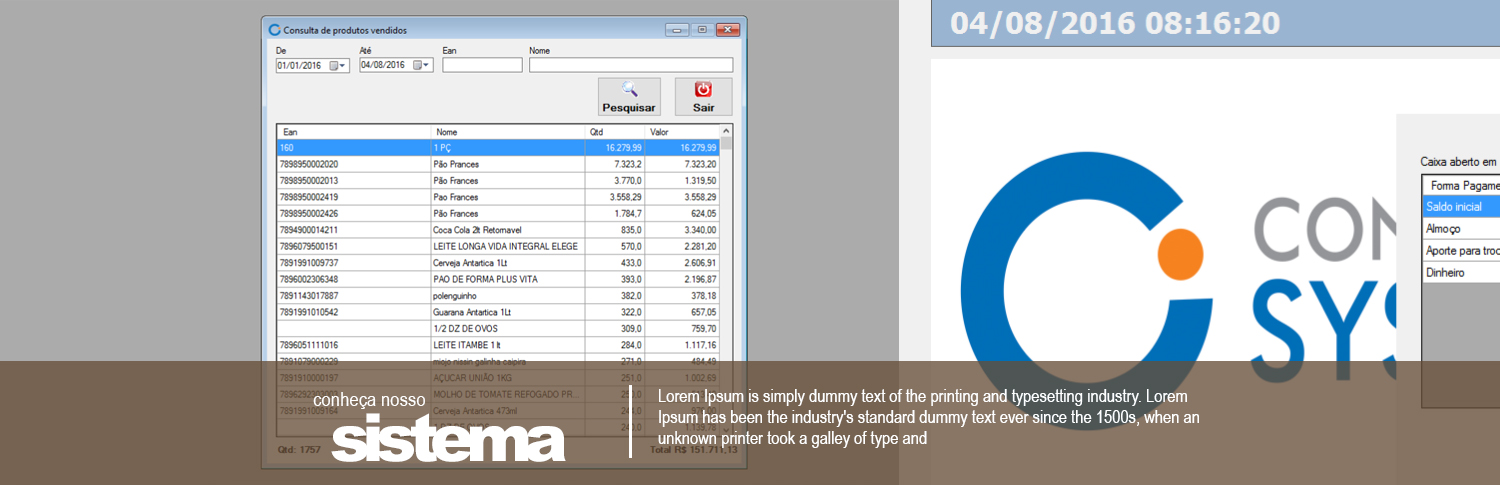 Consulta de produtos vendidos
De Até Ean Nome
01/01/2016 04/08/2016
Pesquisar Sair
Ean Nome Qtd Valor
160 1 PÇ 16.279,99 16.279,99
7898950002020 Pão Frances 7.323,2 7.323,20
7898950002013 Pão Frances 3.770,0 1.319,50
7898950002419 Pao Frances 3.558,29 3.558,29
7898950002426 Pão Frances 1.784,7 624,05
7894900014211 Coca Cola 2lt Retornavel 835,0 3.340,00
7896079500151 LEITE LONGA VIDA INTEGRAL ELEGE 570,0 2.281,20
7891991009737 Cerveja Antartica 1Lt 433,0 2.606,91
7896002306348 PAO DE FORMA PLUS VITA 393,0 2.196,87
7891143017887 polenguinho 382,0 378,18
7891991010542 Guarana Antartica 1Lt 322,0 657,05
1/2 DZ DE OVOS 309,0 759,70
7896051111016 LEITE ITAMBE 1 lt 284,0 1.117,16
7891079000229 miojo nissin galinha caipira 271,0 484,49
7891910000197 AÇUCAR UNIÃO 1KG 251,0 1.002,69
MOLHO DE TOMATE REFOGADO PR...
7891991009164 Cerveja Antartica 473ml
Qtd: 1757 Total R$ 151.711,13
04/08/2016 08:16:20
CON
SYS
Caixa aberto em
Forma Pagame
Saldo inicial
Almoço
Aporte para troc
Dinheiro
conheça nosso
sistema
Lorem Ipsum is simply dummy text of the printing and typesetting industry. Lorem
Ipsum has been the industry's standard dummy text ever since the 1500s, when an
unknown printer took a galley of type and